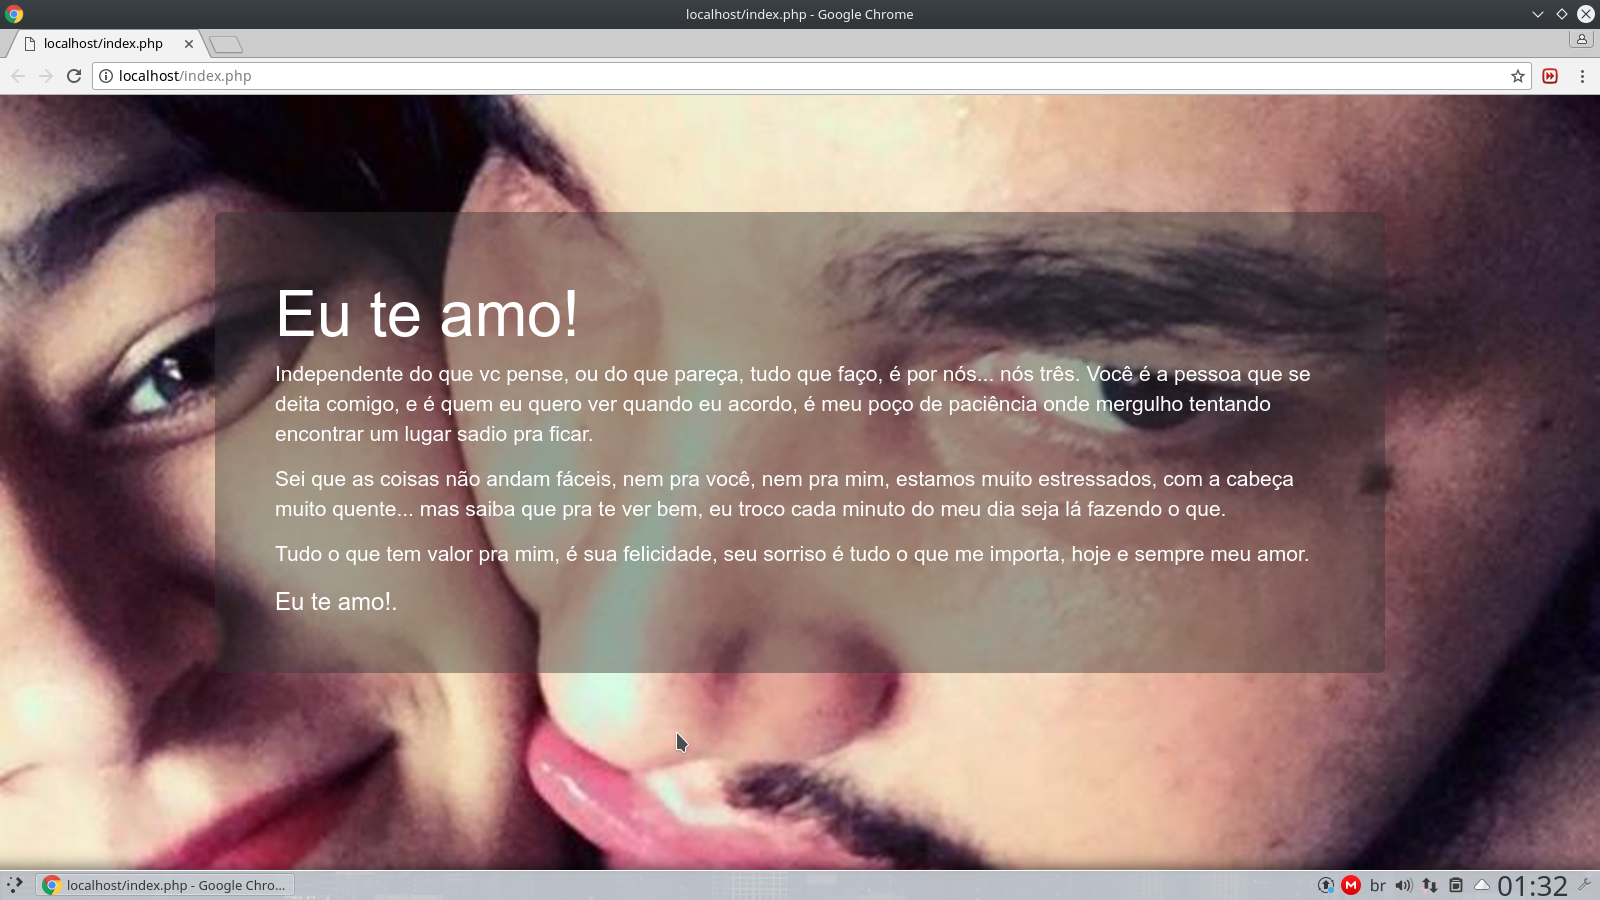 localhost/index.php - Google Chrome
localhost/index.php
localhost/index.php
Eu te amo!
Independente do que vc pense, ou do que pareça, tudo que faço, é por nós... nós três. Você é a pessoa que se
deita comigo, e é quem eu quero ver quando eu acordo, é meu poço de paciência onde mergulho tentando
encontrar um lugar sadio pra ficar.
Sei que as coisas não andam fáceis, nem pra você, nem pra mim, estamos muito estressados, com a cabeça
muito quente... mas saiba que pra te ver bem, eu troco cada minuto do meu dia seja lá fazendo o que.
Tudo o que tem valor pra mim, é sua felicidade, seu sorriso é tudo o que me importa, hoje e sempre meu amor.
Eu te amo!.
localhost/index.php - Google Chro... M br 01:32